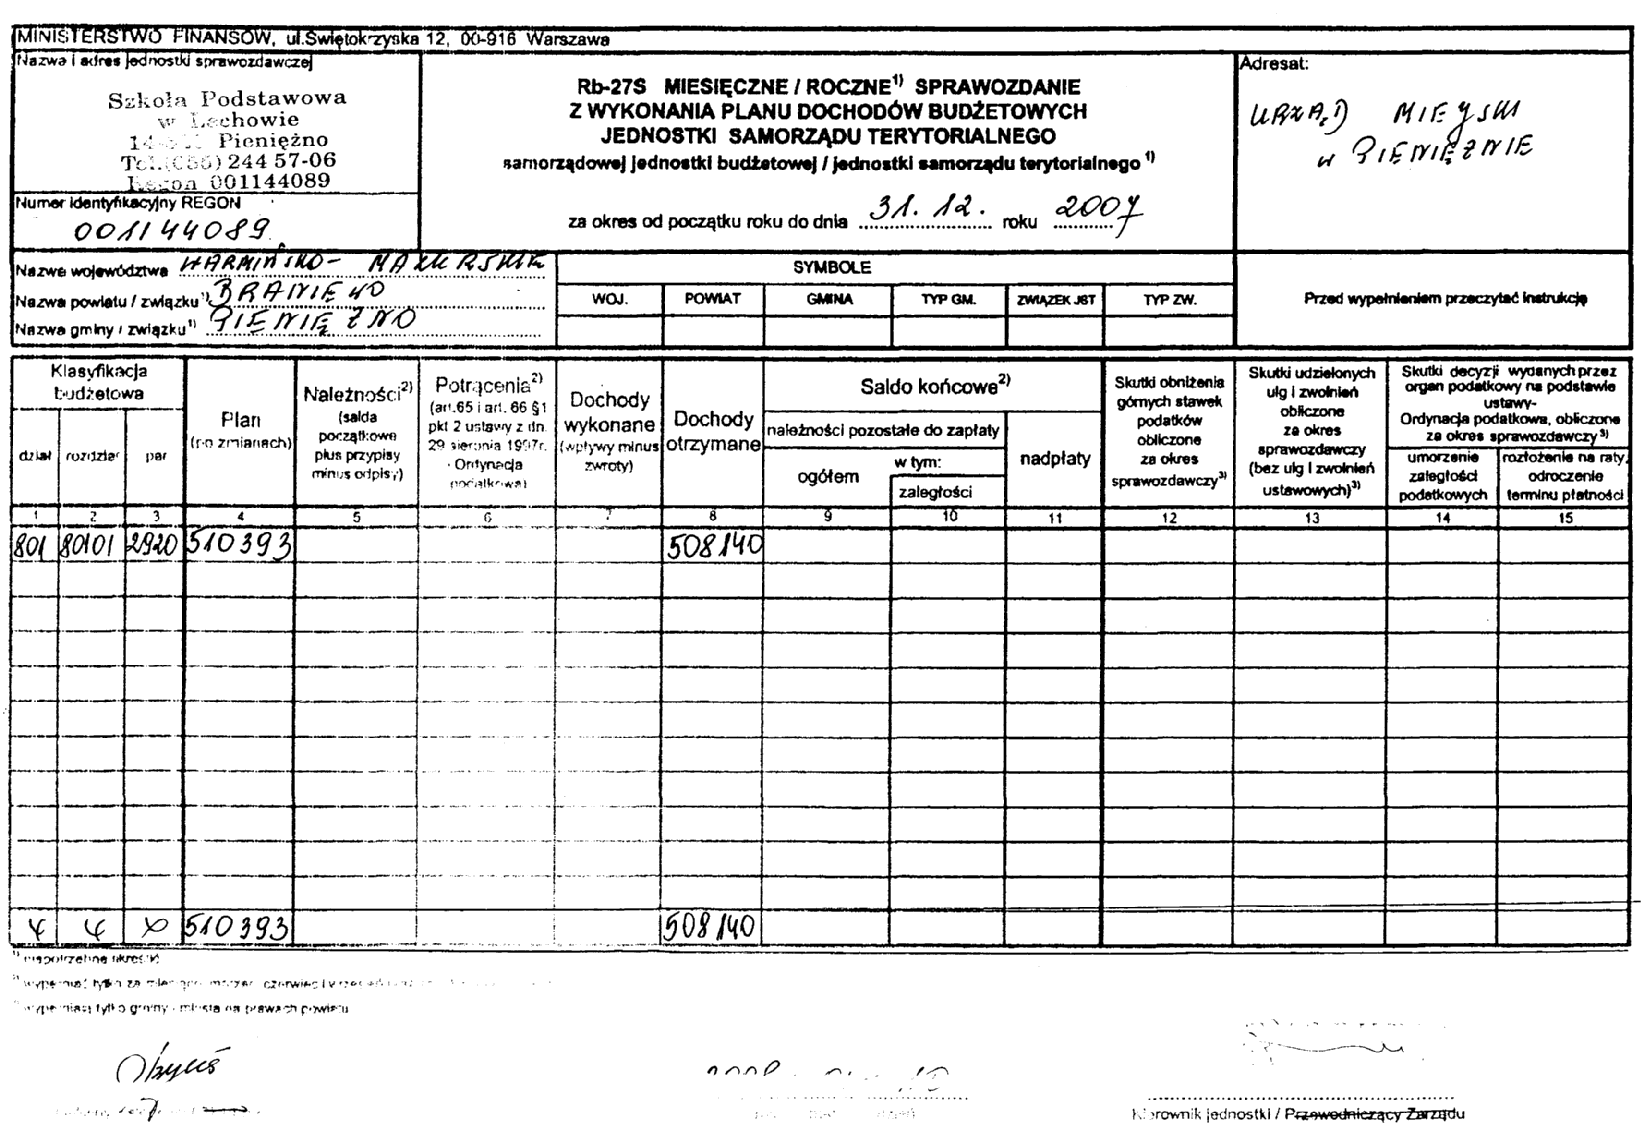 MINISTERSTWO FINANSÓW, ul.Świętokrzyska 12, 00-916 Warszawa
Nazwa i adres jednostki sprawozdawczej
Szkoła Podstawowa
w Lechowie
Pieniężno
Tel.(055) 244 57-06
Regon 001144089
Numer identyfikacyjny REGON
001144089
Rb-27S MIESIĘCZNE / ROCZNE¹⁾ SPRAWOZDANIE
Z WYKONANIA PLANU DOCHODÓW BUDŻETOWYCH
JEDNOSTKI SAMORZĄDU TERYTORIALNEGO
samorządowej jednostki budżetowej / jednostki samorządu terytorialnego ¹⁾
za okres od początku roku do dnia 31. 12. roku 2007
Adresat:
URZĄD MIEJSKI
w PIENIĘŻNIE
Nazwa województwa WARMIŃSKO - MAZURSKIE
Nazwa powiatu / związku¹⁾ BRANIEWO
Nazwa gminy / związku¹⁾ PIENIĘŻNO
SYMBOLE
WOJ. POWIAT GMINA TYP GM. ZWIĄZEK JST TYP ZW.
Przed wypełnieniem przeczytać instrukcję
Klasyfikacja
budżetowa
dział rozdział par
Plan
(po zmianach)
Należności²⁾
(salda
początkowe
plus przypisy
minus odpisy)
Potrącenia²⁾
(art.65 i art. 66 §1
pkt 2 ustawy z dn.
29 sierpnia 1997r.
- Ordynacja
podatkowa)
Dochody
wykonane
(wpływy minus
zwroty)
Dochody
otrzymane
Saldo końcowe²⁾
należności pozostałe do zapłaty
ogółem
w tym:
zaległości
nadpłaty
Skutki obniżenia
górnych stawek
podatków
obliczone
za okres
sprawozdawczy³⁾
Skutki udzielonych
ulg i zwolnień
obliczone
za okres
sprawozdawczy
(bez ulg i zwolnień
ustawowych)³⁾
Skutki decyzji wydanych przez
organ podatkowy na podstawie
ustawy-
Ordynacja podatkowa, obliczone
za okres sprawozdawczy ³⁾
umorzenie
zaległości
podatkowych
rozłożenie na raty,
odroczenie
terminu płatności
1 2 3 4 5 6 7 8 9 10 11 12 13 14 15
801 80101 2920 510393 508140
x x x 510393 508140
¹⁾ niepotrzebne skreślić
wypełniać tylko za
wypełniają tylko gminy i miasta na prawach powiatu
Kierownik jednostki / Przewodniczący Zarządu